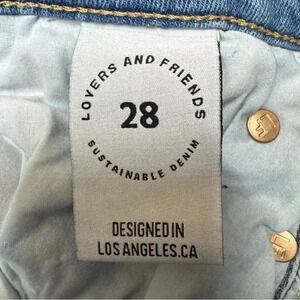 LOVERS AND FRIENDS
28
SUSTAINABLE DENIM
DESIGNED IN
LOS ANGELES.CA